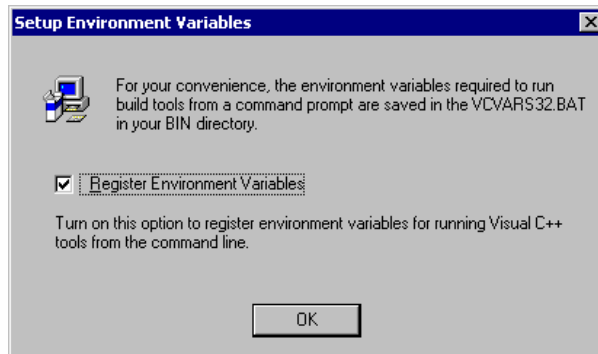 Setup Environment Variables
For your convenience, the environment variables required to run
build tools from a command prompt are saved in the VCVARS32.BAT
in your BIN directory.
Register Environment Variables
Turn on this option to register environment variables for running Visual C++
tools from the command line.
OK